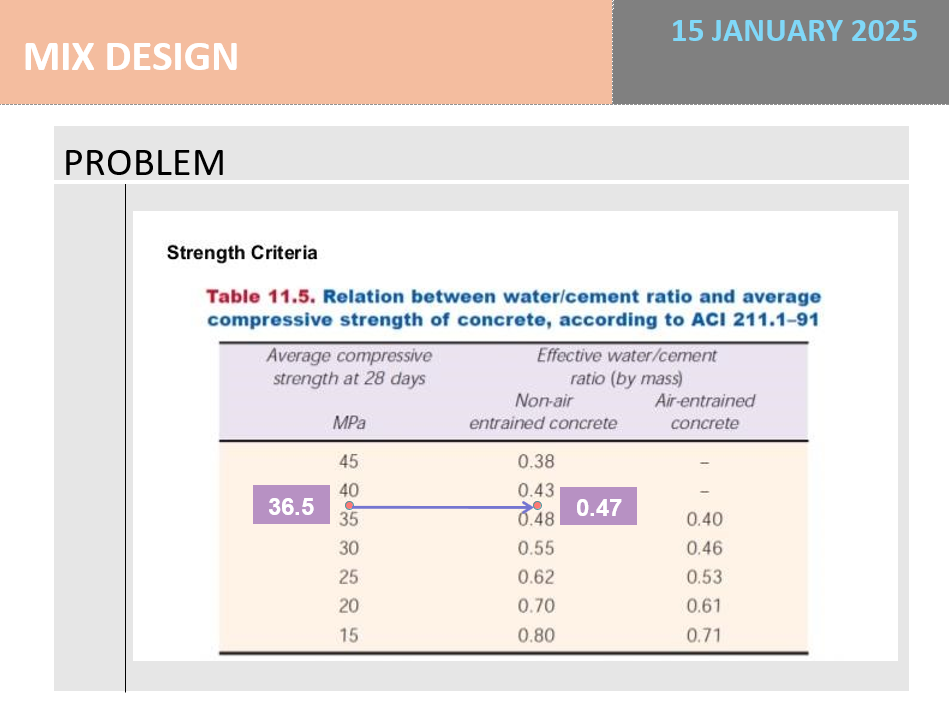 MIX DESIGN
15 JANUARY 2025
PROBLEM
Strength Criteria
Table 11.5. Relation between water/cement ratio and average
compressive strength of concrete, according to ACI 211.1–91
Average compressive Effective water/cement
strength at 28 days ratio (by mass)
Non-air Air-entrained
MPa entrained concrete concrete
45 0.38 –
40 0.43 –
36.5 0.47
35 0.48 0.40
30 0.55 0.46
25 0.62 0.53
20 0.70 0.61
15 0.80 0.71